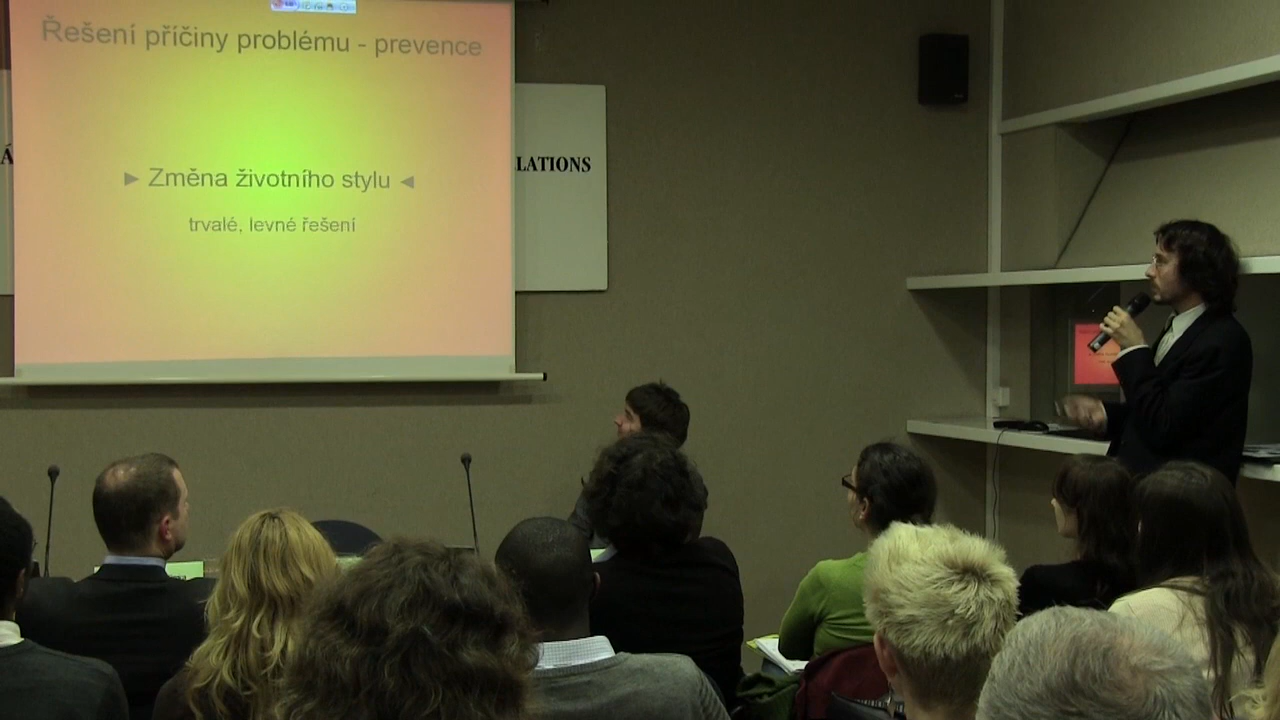 Řešení příčiny problému - prevence
Á
LATIONS
► Změna životního stylu ◄
trvalé, levné řešení